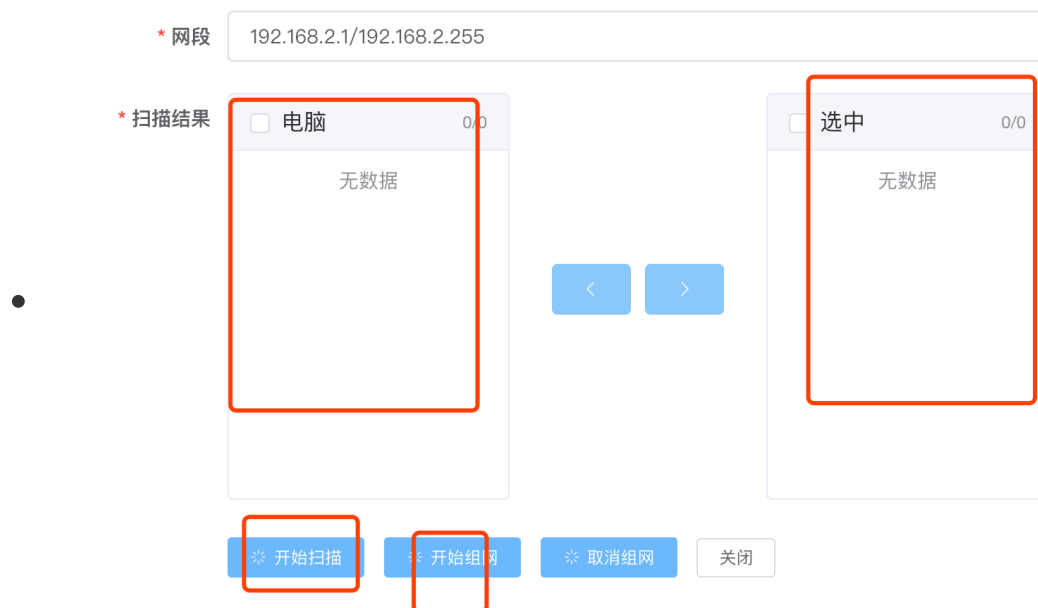 * 网段 192.168.2.1/192.168.2.255
* 扫描结果 电脑 0/0 选中 0/0
无数据 无数据
开始扫描 开始组网 取消组网 关闭